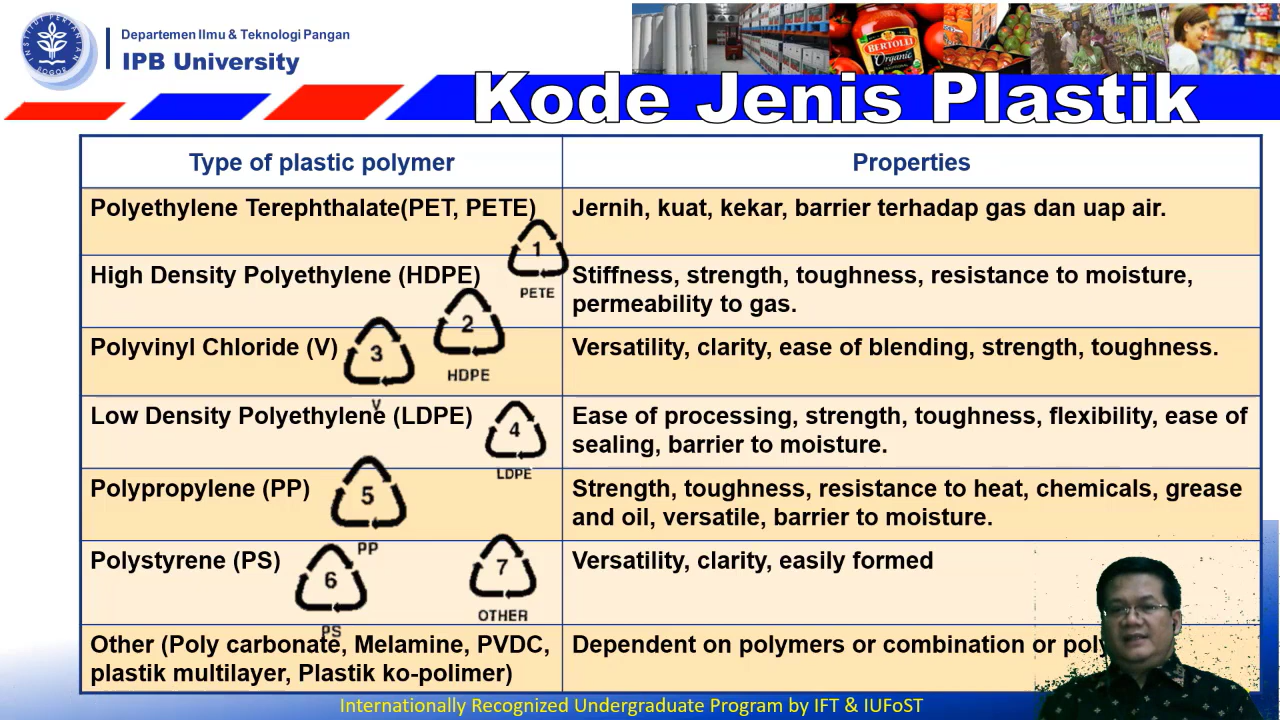 Departemen Ilmu & Teknologi Pangan
IPB University
INSTITUT PERTANIAN
BOGOR
BERTOLLI
Organic
Kode Jenis Plastik
Type of plastic polymer
Properties
Polyethylene Terephthalate(PET, PETE)
1
PETE
Jernih, kuat, kekar, barrier terhadap gas dan uap air.
High Density Polyethylene (HDPE)
2
HDPE
Stiffness, strength, toughness, resistance to moisture,
permeability to gas.
Polyvinyl Chloride (V)
3
V
Versatility, clarity, ease of blending, strength, toughness.
Low Density Polyethylene (LDPE)
4
LDPE
Ease of processing, strength, toughness, flexibility, ease of
sealing, barrier to moisture.
Polypropylene (PP)
5
PP
Strength, toughness, resistance to heat, chemicals, grease
and oil, versatile, barrier to moisture.
Polystyrene (PS)
6
PS
7
OTHER
Versatility, clarity, easily formed
Other (Poly carbonate, Melamine, PVDC,
plastik multilayer, Plastik ko-polimer)
Dependent on polymers or combination or
Internationally Recognized Undergraduate Program by IFT & IUFoST